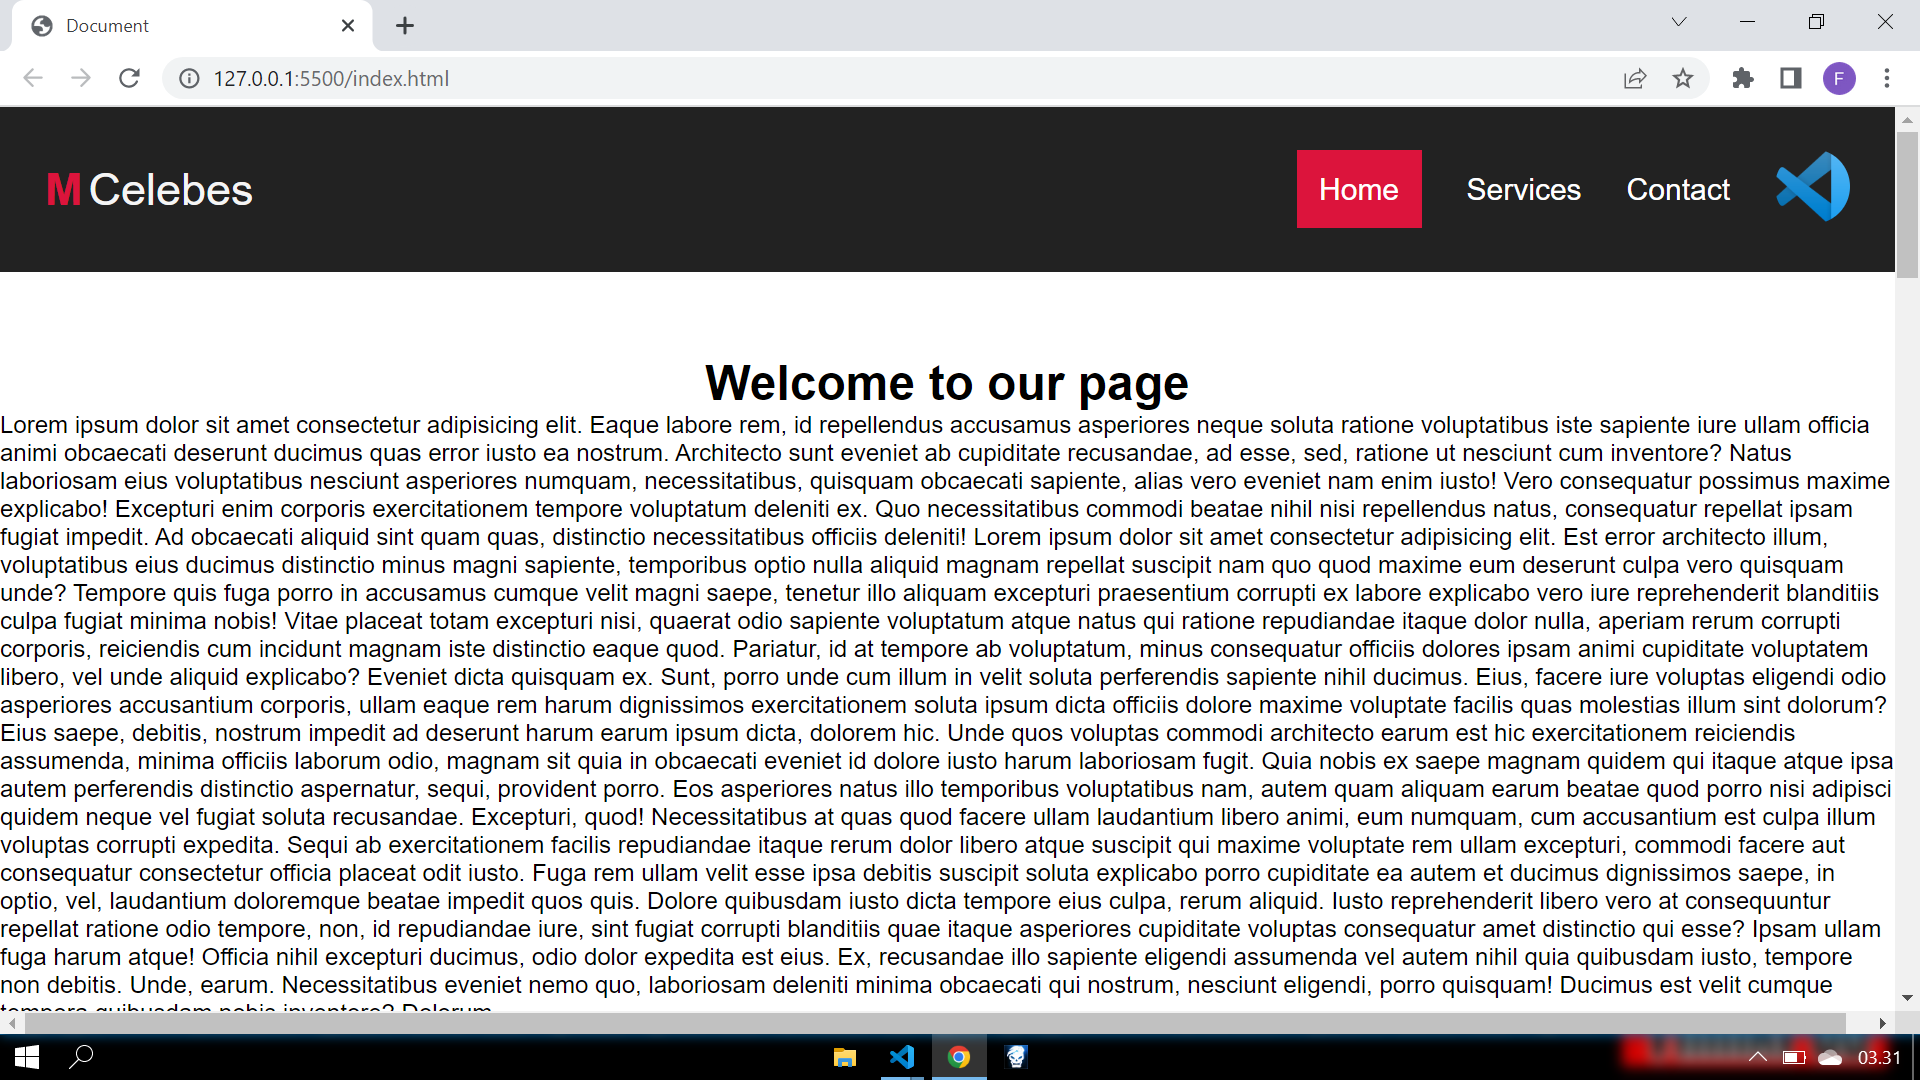 Document
127.0.0.1:5500/index.html
F
M Celebes
Home
Services
Contact
Welcome to our page
Lorem ipsum dolor sit amet consectetur adipisicing elit. Eaque labore rem, id repellendus accusamus asperiores neque soluta ratione voluptatibus iste sapiente iure ullam officia
animi obcaecati deserunt ducimus quas error iusto ea nostrum. Architecto sunt eveniet ab cupiditate recusandae, ad esse, sed, ratione ut nesciunt cum inventore? Natus
laboriosam eius voluptatibus nesciunt asperiores numquam, necessitatibus, quisquam obcaecati sapiente, alias vero eveniet nam enim iusto! Vero consequatur possimus maxime
explicabo! Excepturi enim corporis exercitationem tempore voluptatum deleniti ex. Quo necessitatibus commodi beatae nihil nisi repellendus natus, consequatur repellat ipsam
fugiat impedit. Ad obcaecati aliquid sint quam quas, distinctio necessitatibus officiis deleniti! Lorem ipsum dolor sit amet consectetur adipisicing elit. Est error architecto illum,
voluptatibus eius ducimus distinctio minus magni sapiente, temporibus optio nulla aliquid magnam repellat suscipit nam quo quod maxime eum deserunt culpa vero quisquam
unde? Tempore quis fuga porro in accusamus cumque velit magni saepe, tenetur illo aliquam excepturi praesentium corrupti ex labore explicabo vero iure reprehenderit blanditiis
culpa fugiat minima nobis! Vitae placeat totam excepturi nisi, quaerat odio sapiente voluptatum atque natus qui ratione repudiandae itaque dolor nulla, aperiam rerum corrupti
corporis, reiciendis cum incidunt magnam iste distinctio eaque quod. Pariatur, id at tempore ab voluptatum, minus consequatur officiis dolores ipsam animi cupiditate voluptatem
libero, vel unde aliquid explicabo? Eveniet dicta quisquam ex. Sunt, porro unde cum illum in velit soluta perferendis sapiente nihil ducimus. Eius, facere iure voluptas eligendi odio
asperiores accusantium corporis, ullam eaque rem harum dignissimos exercitationem soluta ipsum dicta officiis dolore maxime voluptate facilis quas molestias illum sint dolorum?
Eius saepe, debitis, nostrum impedit ad deserunt harum earum ipsum dicta, dolorem hic. Unde quos voluptas commodi architecto earum est hic exercitationem reiciendis
assumenda, minima officiis laborum odio, magnam sit quia in obcaecati eveniet id dolore iusto harum laboriosam fugit. Quia nobis ex saepe magnam quidem qui itaque atque ipsa
autem perferendis distinctio aspernatur, sequi, provident porro. Eos asperiores natus illo temporibus voluptatibus nam, autem quam aliquam earum beatae quod porro nisi adipisci
quidem neque vel fugiat soluta recusandae. Excepturi, quod! Necessitatibus at quas quod facere ullam laudantium libero animi, eum numquam, cum accusantium est culpa illum
voluptas corrupti expedita. Sequi ab exercitationem facilis repudiandae itaque rerum dolor libero atque suscipit qui maxime voluptate rem ullam excepturi, commodi facere aut
consequatur consectetur officia placeat odit iusto. Fuga rem ullam velit esse ipsa debitis suscipit soluta explicabo porro cupiditate ea autem et ducimus dignissimos saepe, in
optio, vel, laudantium doloremque beatae impedit quos quis. Dolore quibusdam iusto dicta tempore eius culpa, rerum aliquid. Iusto reprehenderit libero vero at consequuntur
repellat ratione odio tempore, non, id repudiandae iure, sint fugiat corrupti blanditiis quae itaque asperiores cupiditate voluptas consequatur amet distinctio qui esse? Ipsam ullam
fuga harum atque! Officia nihil excepturi ducimus, odio dolor expedita est eius. Ex, recusandae illo sapiente eligendi assumenda vel autem nihil quia quibusdam iusto, tempore
non debitis. Unde, earum. Necessitatibus eveniet nemo quo, laboriosam deleniti minima obcaecati qui nostrum, nesciunt eligendi, porro quisquam! Ducimus est velit cumque
tempora quibusdam nobis inventore? Dolorum.
03.31